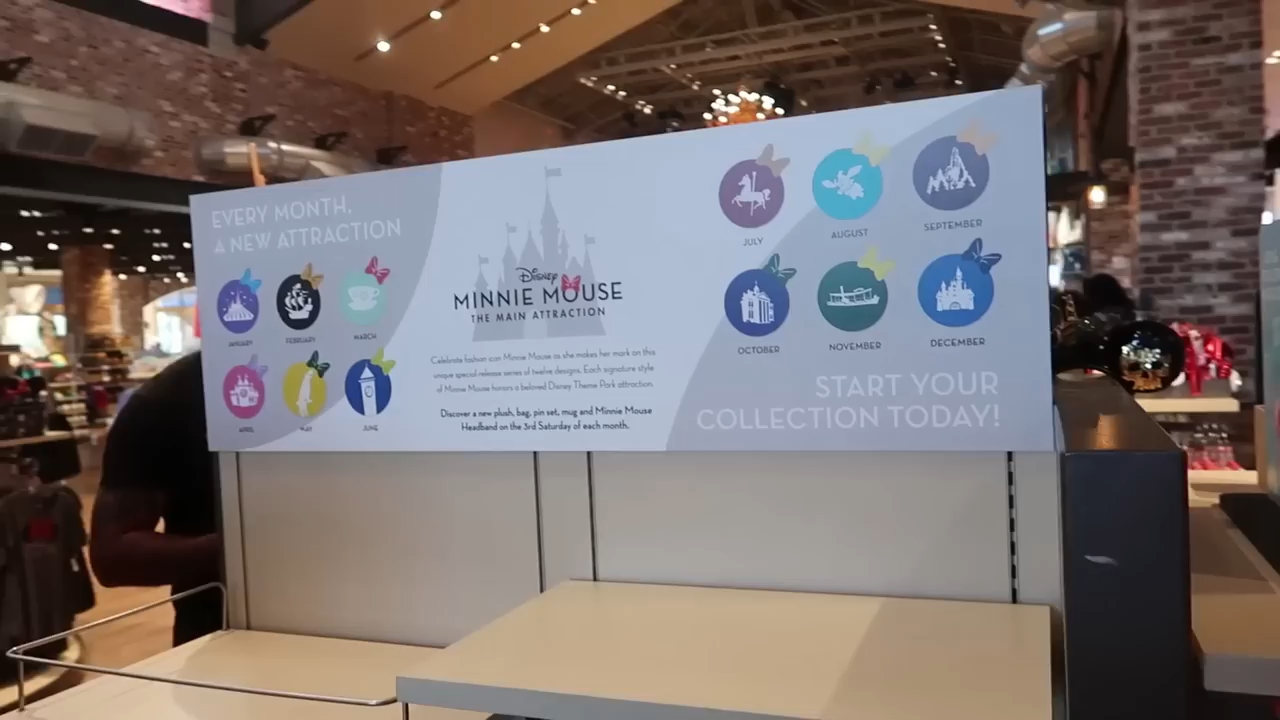 EVERY MONTH,
A NEW ATTRACTION
JANUARY
FEBRUARY
MARCH
APRIL
MAY
JUNE
Disney
MINNIE MOUSE
THE MAIN ATTRACTION
Celebrate fashion icon Minnie Mouse as she makes her mark on this
unique special-release series of twelve designs. Each signature style
of Minnie Mouse honors a beloved Disney Theme Park attraction.
Discover a new plush, bag, pin set, mug and Minnie Mouse
Headband on the 3rd Saturday of each month.
JULY
AUGUST
SEPTEMBER
OCTOBER
NOVEMBER
DECEMBER
START YOUR
COLLECTION TODAY!